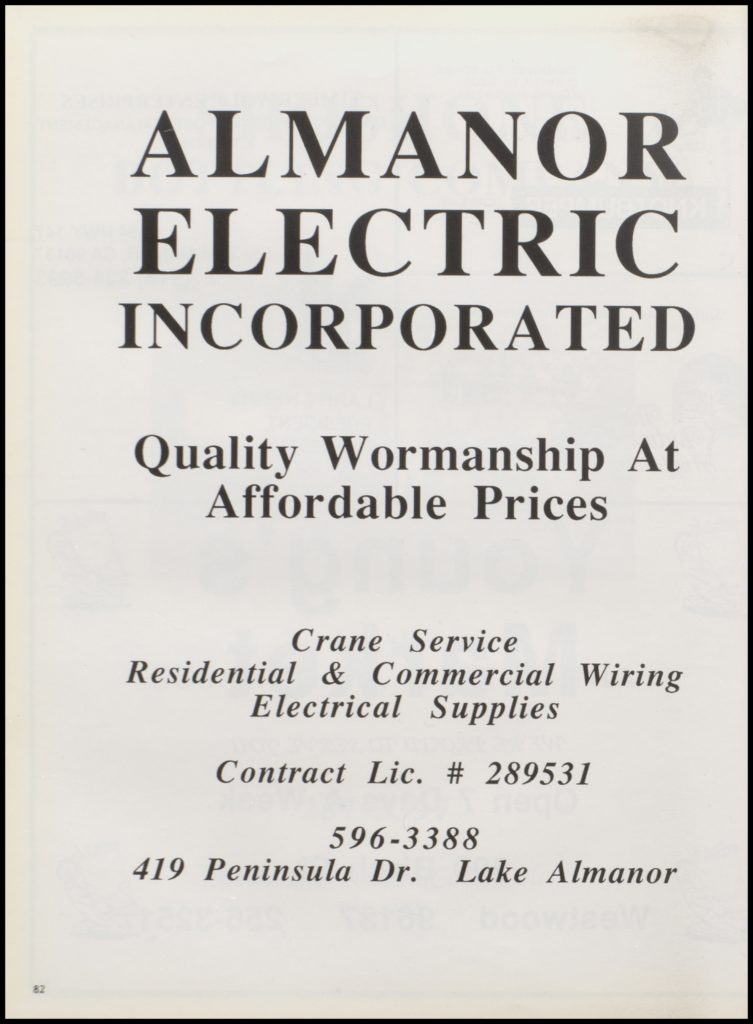 ALMANOR
ELECTRIC
INCORPORATED
Quality Wormanship At
Affordable Prices
Crane Service
Residential & Commercial Wiring
Electrical Supplies
Contract Lic. # 289531
596-3388
419 Peninsula Dr. Lake Almanor
82